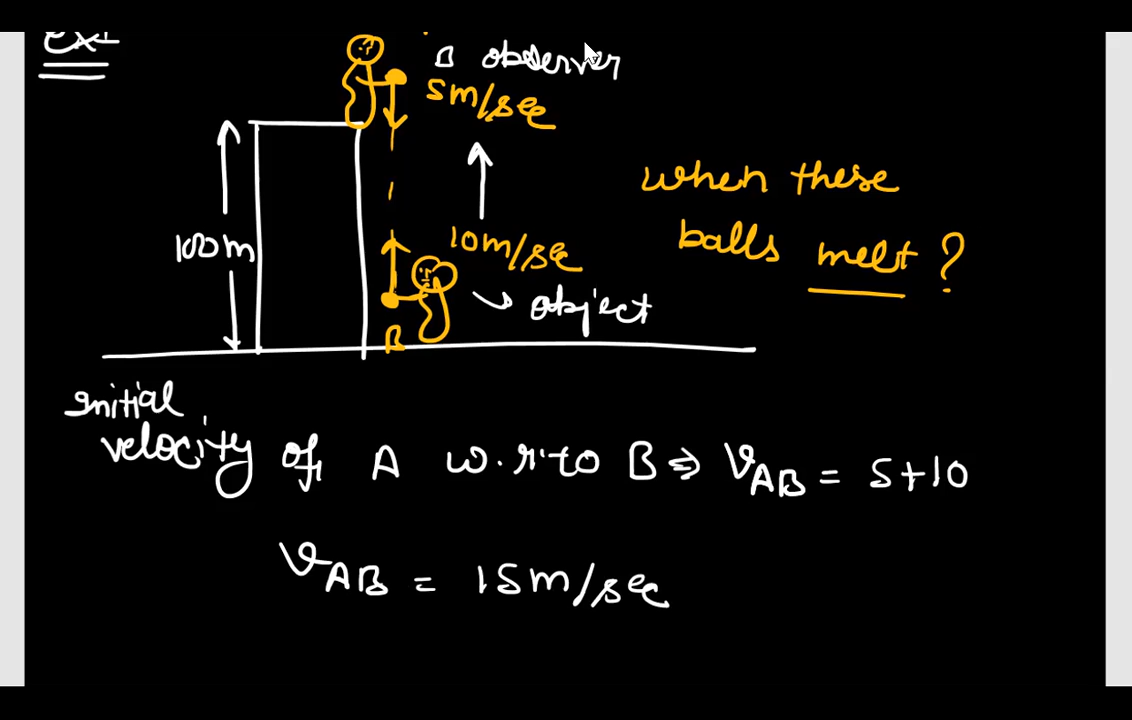 ex:-
observer
5m/sec
when these
balls meet ?
100m
10m/sec
object
B
Initial
velocity of A w.r.to B ⇒ VAB = 5+10
VAB = 15m/sec